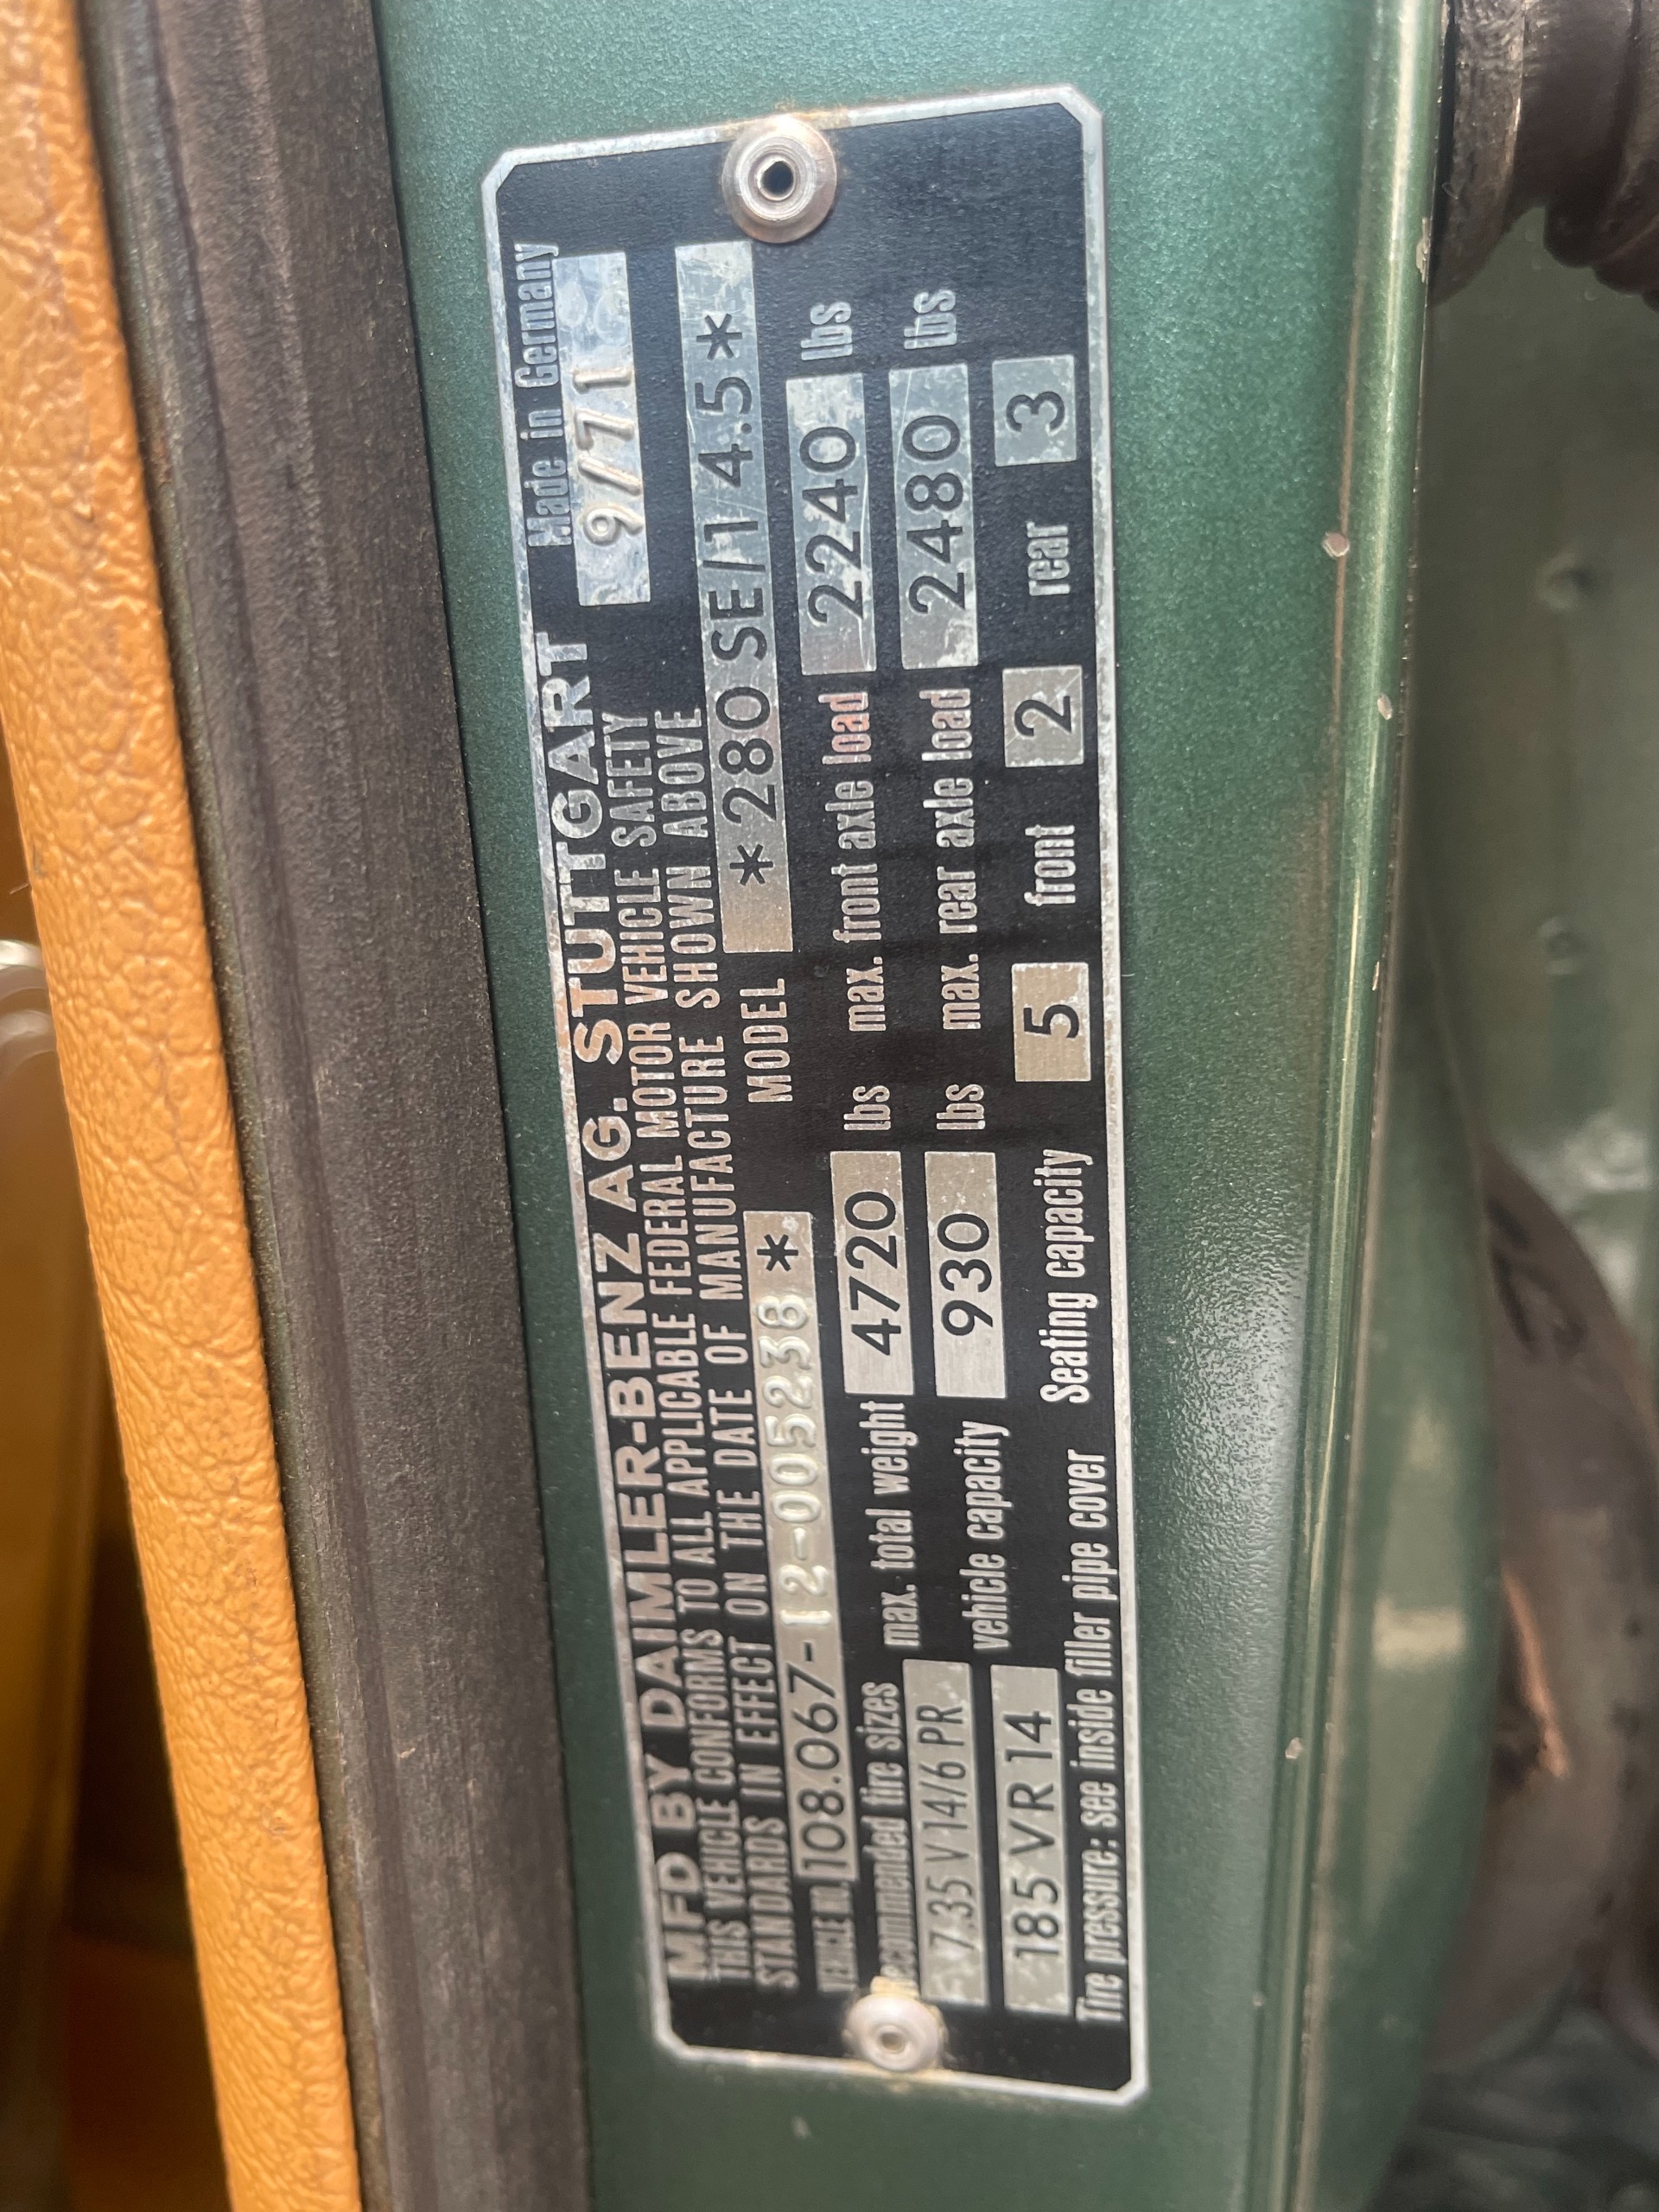 Made in Germany
MFD BY DAIMLER-BENZ AG. STUTTGART 9/71
THIS VEHICLE CONFORMS TO ALL APPLICABLE FEDERAL MOTOR VEHICLE SAFETY
STANDARDS IN EFFECT ON THE DATE OF MANUFACTURE SHOWN ABOVE
VEHICLE ID. 108.067-12-005238* MODEL *280 SE/14.5*
Recommended tire sizes max. total weight 4720 lbs max. front axle load 2240 lbs
7.35 V 14/6 PR vehicle capacity 930 lbs max. rear axle load 2480 lbs
185 VR 14 Seating capacity 5 front 2 rear 3
Tire pressure: see inside filler pipe cover